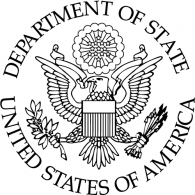 DEPARTMENT OF STATE
UNITED STATES OF AMERICA